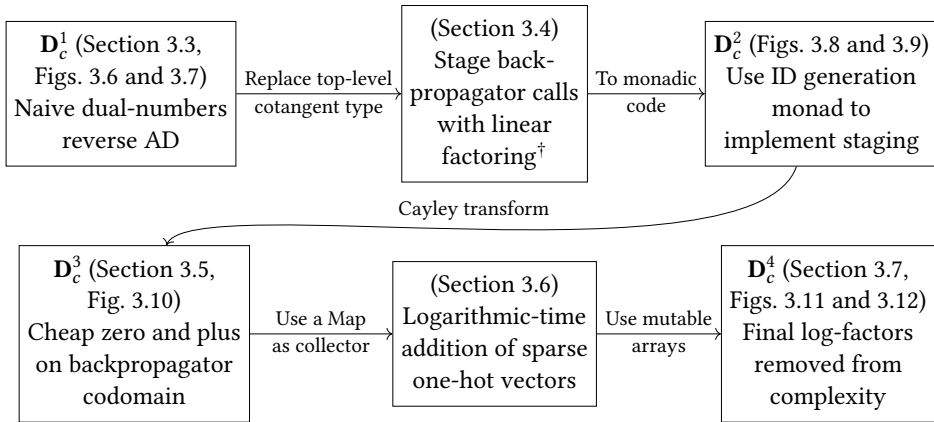 D¹_c (Section 3.3,
Figs. 3.6 and 3.7)
Naive dual-numbers
reverse AD
Replace top-level
cotangent type
(Section 3.4)
Stage back-
propagator calls
with linear
factoring†
To monadic
code
D²_c (Figs. 3.8 and 3.9)
Use ID generation
monad to
implement staging
Cayley transform
D³_c (Section 3.5,
Fig. 3.10)
Cheap zero and plus
on backpropagator
codomain
Use a Map
as collector
(Section 3.6)
Logarithmic-time
addition of sparse
one-hot vectors
Use mutable
arrays
D⁴_c (Section 3.7,
Figs. 3.11 and 3.12)
Final log-factors
removed from
complexity